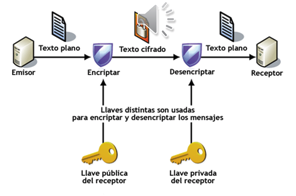 Texto plano
Texto cifrado
Texto plano
Emisor
Encriptar
Desencriptar
Receptor
Llaves distintas son usadas
para encriptar y desencriptar los mensajes
Llave pública
del receptor
Llave privada
del receptor